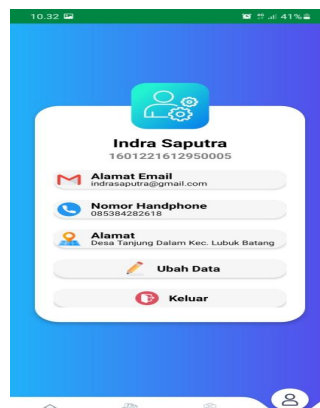 10.32
41%
Indra Saputra
1601221612950005
Alamat Email
indrasaputra@gmail.com
Nomor Handphone
085384282618
Alamat
Desa Tanjung Dalam Kec. Lubuk Batang
Ubah Data
Keluar